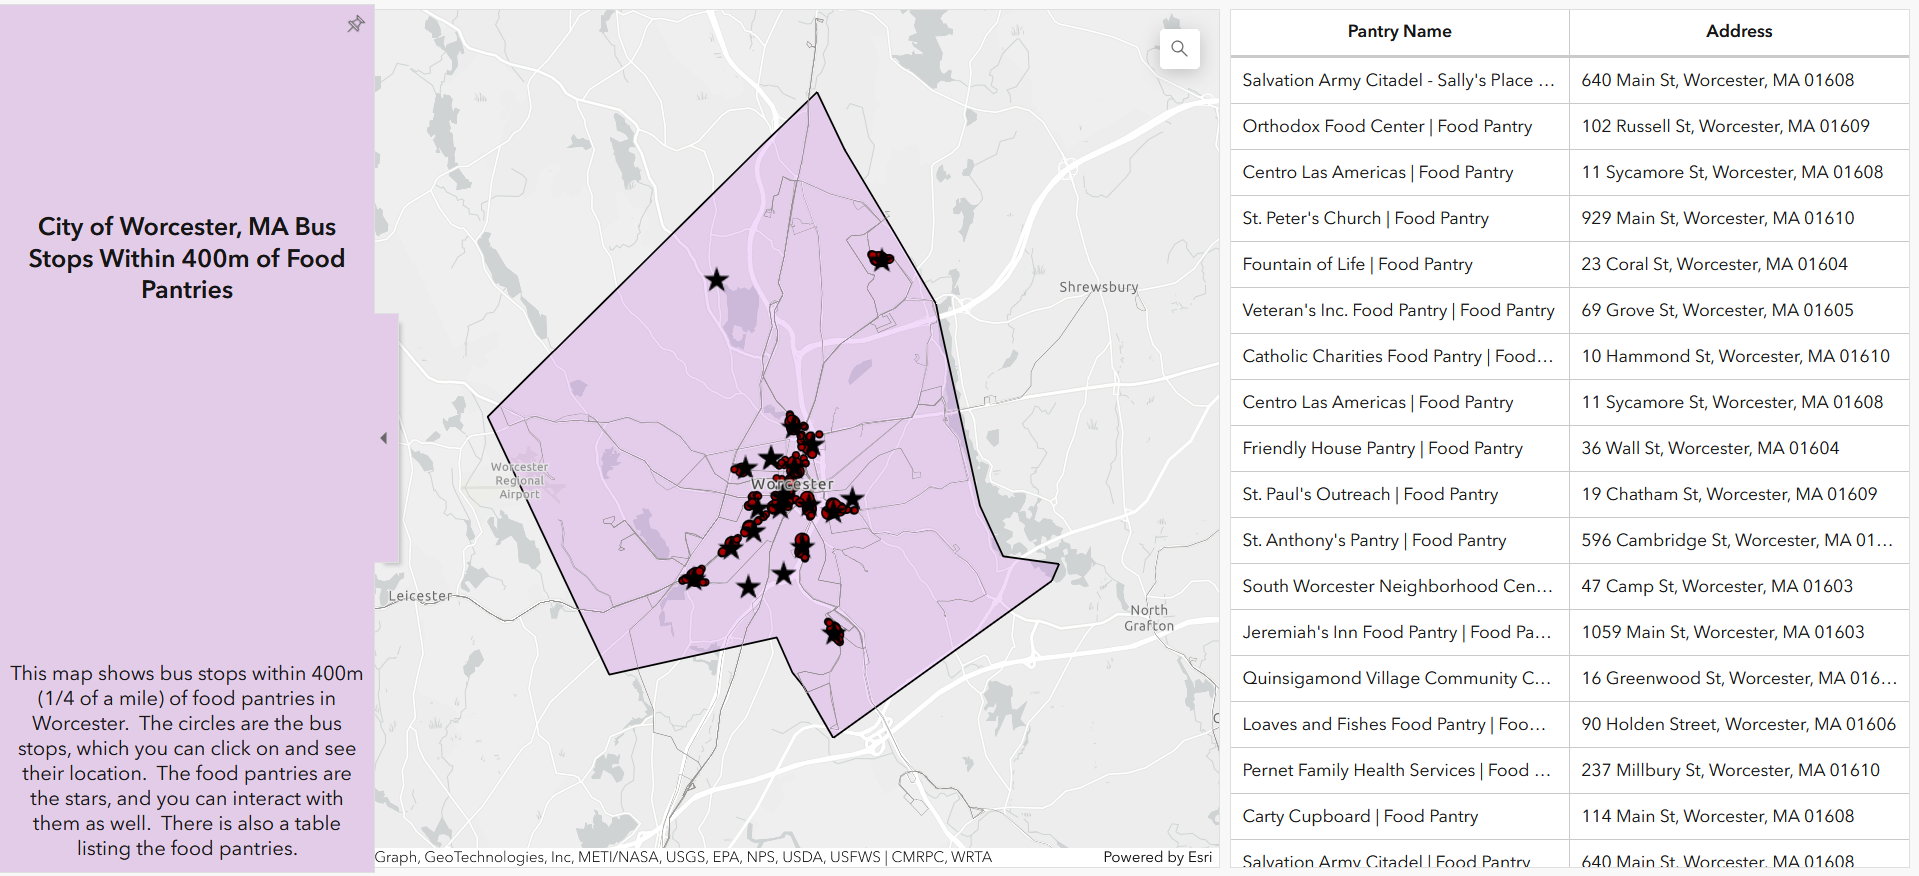 City of Worcester, MA Bus
Stops Within 400m of Food
Pantries
This map shows bus stops within 400m
(1/4 of a mile) of food pantries in
Worcester.  The circles are the bus
stops, which you can click on and see
their location.  The food pantries are
the stars, and you can interact with
them as well.  There is also a table
listing the food pantries.
Shrewsbury
Worcester
Regional
Airport
Worcester
Leicester
North
Grafton
Graph, GeoTechnologies, Inc, METI/NASA, USGS, EPA, NPS, USDA, USFWS | CMRPC, WRTA
Powered by Esri
Pantry Name Address
Salvation Army Citadel - Sally's Place ... 640 Main St, Worcester, MA 01608
Orthodox Food Center | Food Pantry 102 Russell St, Worcester, MA 01609
Centro Las Americas | Food Pantry 11 Sycamore St, Worcester, MA 01608
St. Peter's Church | Food Pantry 929 Main St, Worcester, MA 01610
Fountain of Life | Food Pantry 23 Coral St, Worcester, MA 01604
Veteran's Inc. Food Pantry | Food Pantry 69 Grove St, Worcester, MA 01605
Catholic Charities Food Pantry | Food... 10 Hammond St, Worcester, MA 01610
Centro Las Americas | Food Pantry 11 Sycamore St, Worcester, MA 01608
Friendly House Pantry | Food Pantry 36 Wall St, Worcester, MA 01604
St. Paul's Outreach | Food Pantry 19 Chatham St, Worcester, MA 01609
St. Anthony's Pantry | Food Pantry 596 Cambridge St, Worcester, MA 01...
South Worcester Neighborhood Cen... 47 Camp St, Worcester, MA 01603
Jeremiah's Inn Food Pantry | Food Pa... 1059 Main St, Worcester, MA 01603
Quinsigamond Village Community C... 16 Greenwood St, Worcester, MA 016...
Loaves and Fishes Food Pantry | Foo... 90 Holden Street, Worcester, MA 01606
Pernet Family Health Services | Food ... 237 Millbury St, Worcester, MA 01610
Carty Cupboard | Food Pantry 114 Main St, Worcester, MA 01608
Salvation Army Citadel | Food Pantry 640 Main St, Worcester, MA 01608